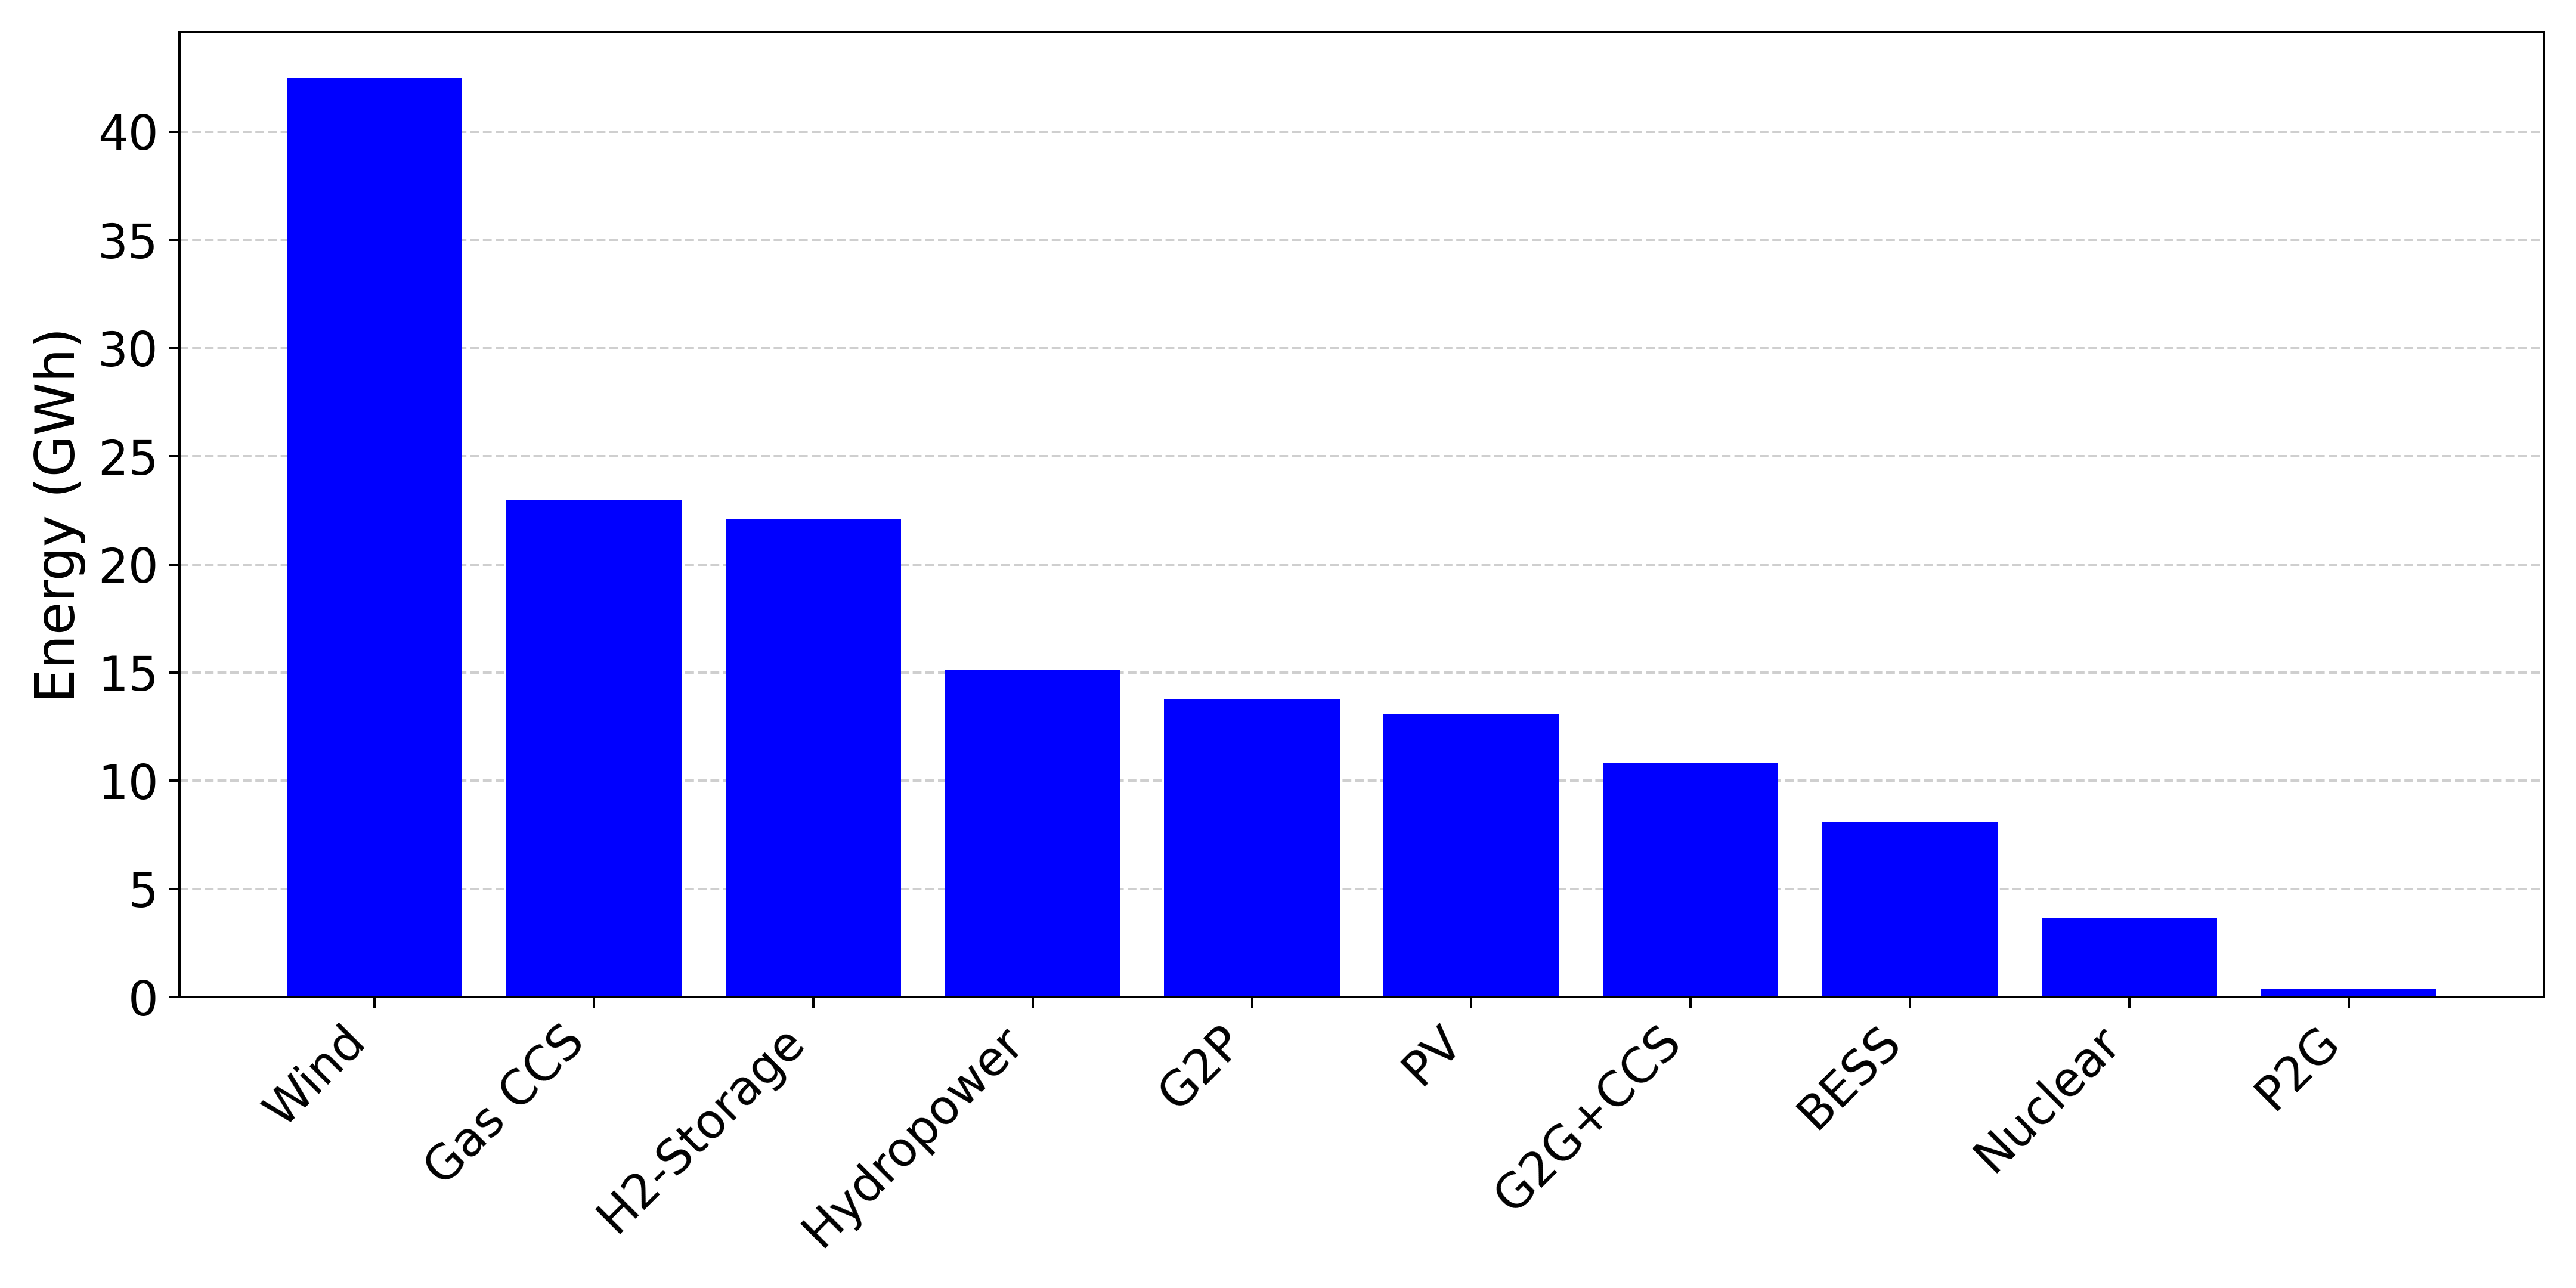 Energy (GWh)
40
35
30
25
20
15
10
5
0
Wind
Gas CCS
H2-Storage
Hydropower
G2P
PV
G2G+CCS
BESS
Nuclear
P2G